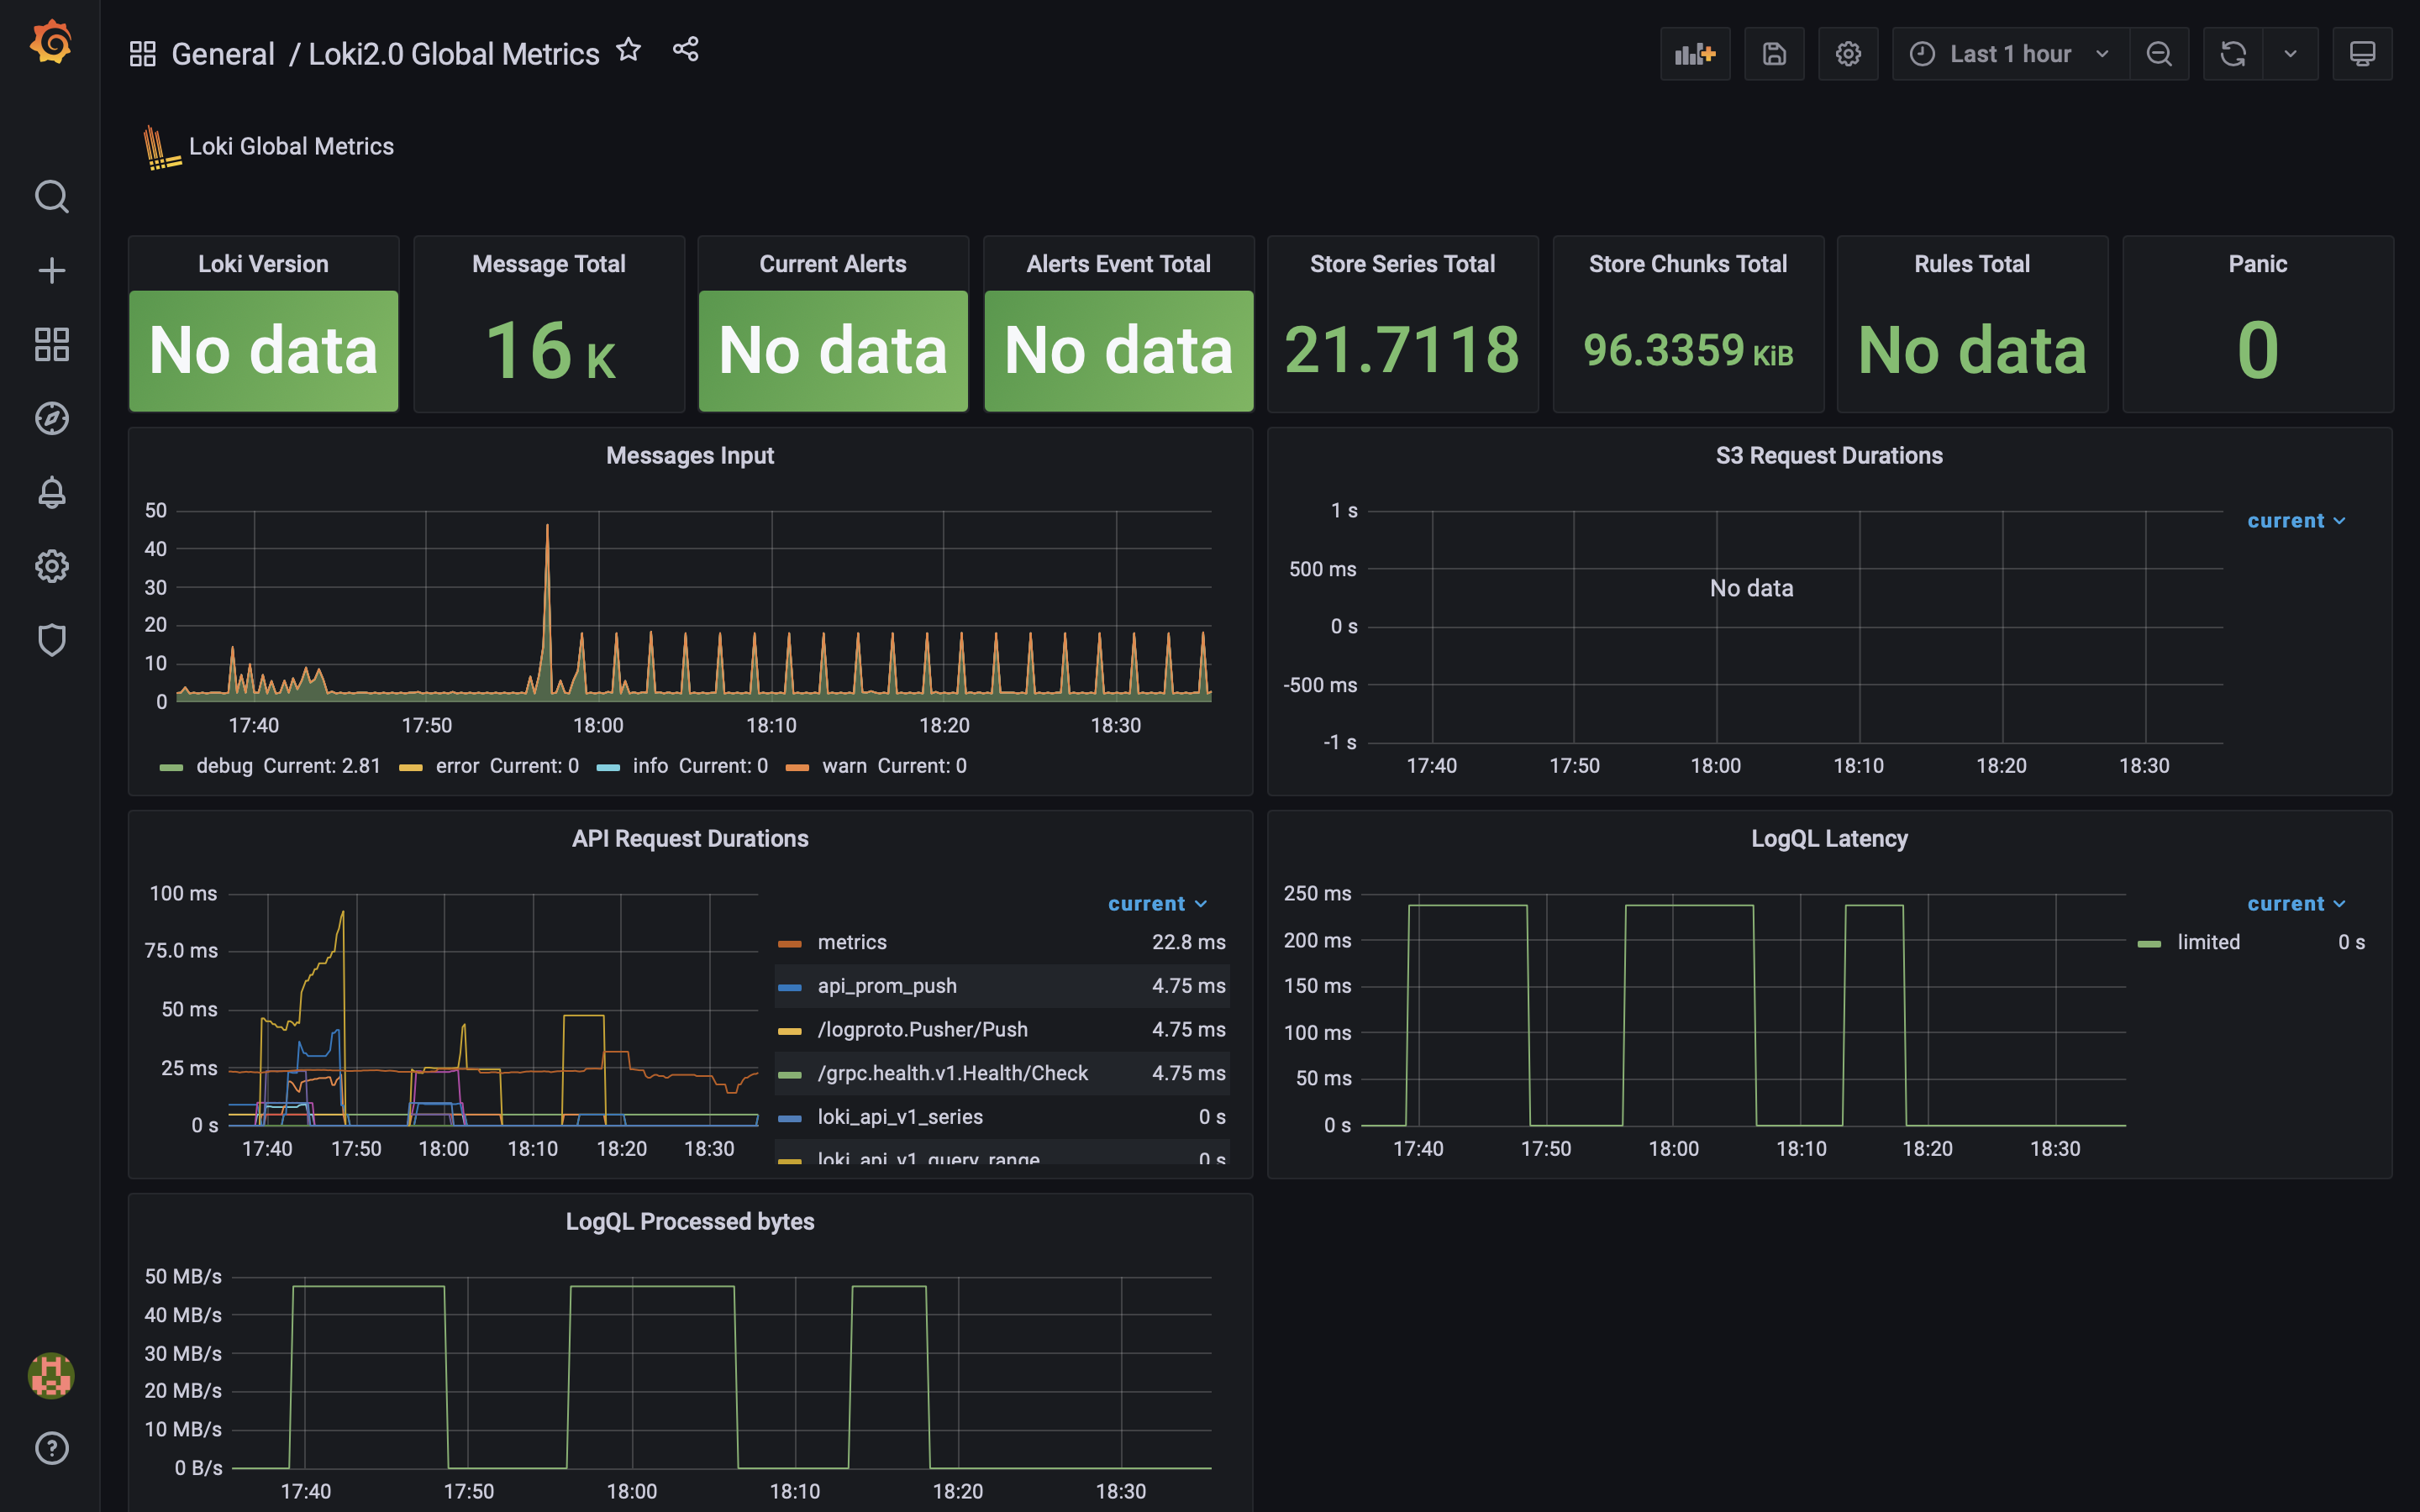 General / Loki2.0 Global Metrics
Last 1 hour
Loki Global Metrics
Loki Version
No data
Message Total
16 K
Current Alerts
No data
Alerts Event Total
No data
Store Series Total
21.7118
Store Chunks Total
96.3359 KiB
Rules Total
No data
Panic
0
Messages Input
50
40
30
20
10
0
17:40 17:50 18:00 18:10 18:20 18:30
debug Current: 2.81 error Current: 0 info Current: 0 warn Current: 0
S3 Request Durations
1 s
500 ms
0 s
-500 ms
-1 s
No data
17:40 17:50 18:00 18:10 18:20 18:30
current
API Request Durations
100 ms
75.0 ms
50 ms
25 ms
0 s
17:40 17:50 18:00 18:10 18:20 18:30
current
metrics 22.8 ms
api_prom_push 4.75 ms
/logproto.Pusher/Push 4.75 ms
/grpc.health.v1.Health/Check 4.75 ms
loki_api_v1_series 0 s
loki_api_v1_query_range 0 s
LogQL Latency
250 ms
200 ms
150 ms
100 ms
50 ms
0 s
17:40 17:50 18:00 18:10 18:20 18:30
current
limited 0 s
LogQL Processed bytes
50 MB/s
40 MB/s
30 MB/s
20 MB/s
10 MB/s
0 B/s
17:40 17:50 18:00 18:10 18:20 18:30